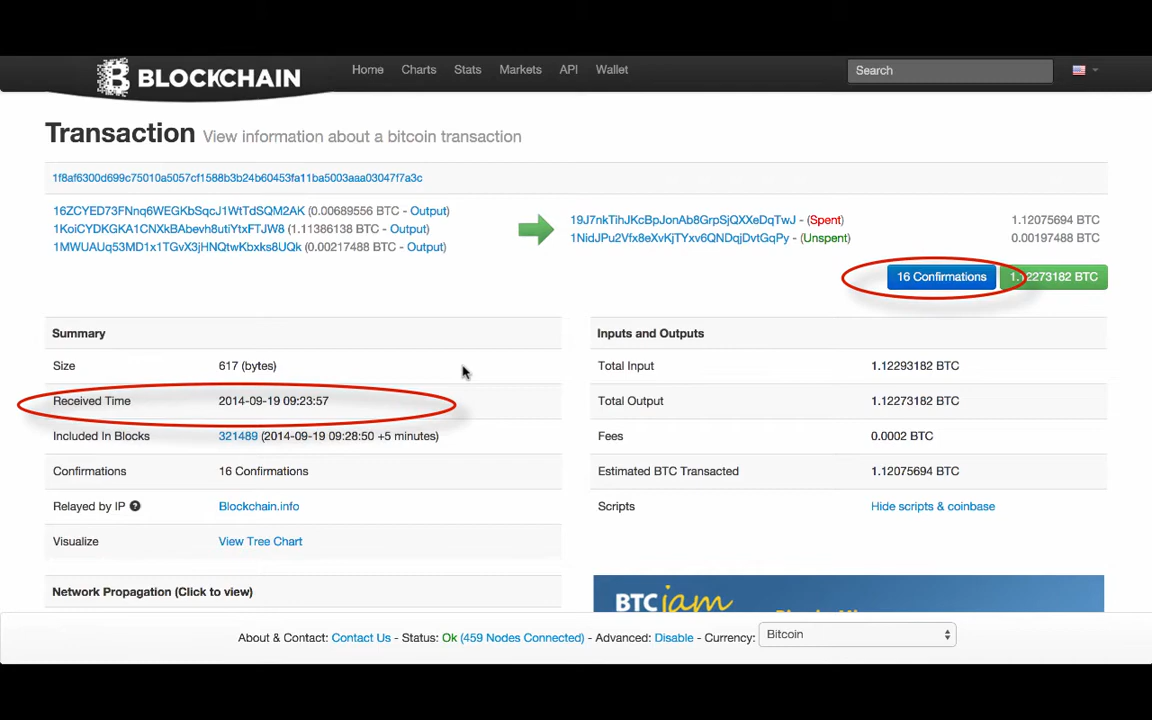 BLOCKCHAIN Home Charts Stats Markets API Wallet Search
Transaction View information about a bitcoin transaction
1f8af6300d699c75010a5057cf1588b3b24b60453fa11ba5003aaa03047f7a3c
16ZCYED73FNnq6WEGKbSqcJ1WtTdSQM2AK (0.00689556 BTC - Output)
1KoiCYDKGKA1CNXkBAbevh8utiYtxFTJW8 (1.11386138 BTC - Output)
1MWUAUq53MD1x1TGvX3jHNQtwKbxks8UQk (0.00217488 BTC - Output)
19J7nkTihJKcBpJonAb8GrpSjQXXeDqTwJ - (Spent) 1.12075694 BTC
1NidJPu2Vfx8eXvKjTYxv6QNDqjDvtGqPy - (Unspent) 0.00197488 BTC
16 Confirmations 1.12273182 BTC
Summary
Size 617 (bytes)
Received Time 2014-09-19 09:23:57
Included In Blocks 321489 (2014-09-19 09:28:50 +5 minutes)
Confirmations 16 Confirmations
Relayed by IP Blockchain.info
Visualize View Tree Chart
Network Propagation (Click to view)
Inputs and Outputs
Total Input 1.12293182 BTC
Total Output 1.12273182 BTC
Fees 0.0002 BTC
Estimated BTC Transacted 1.12075694 BTC
Scripts Hide scripts & coinbase
BTC jam
About & Contact: Contact Us - Status: Ok (459 Nodes Connected) - Advanced: Disable - Currency: Bitcoin